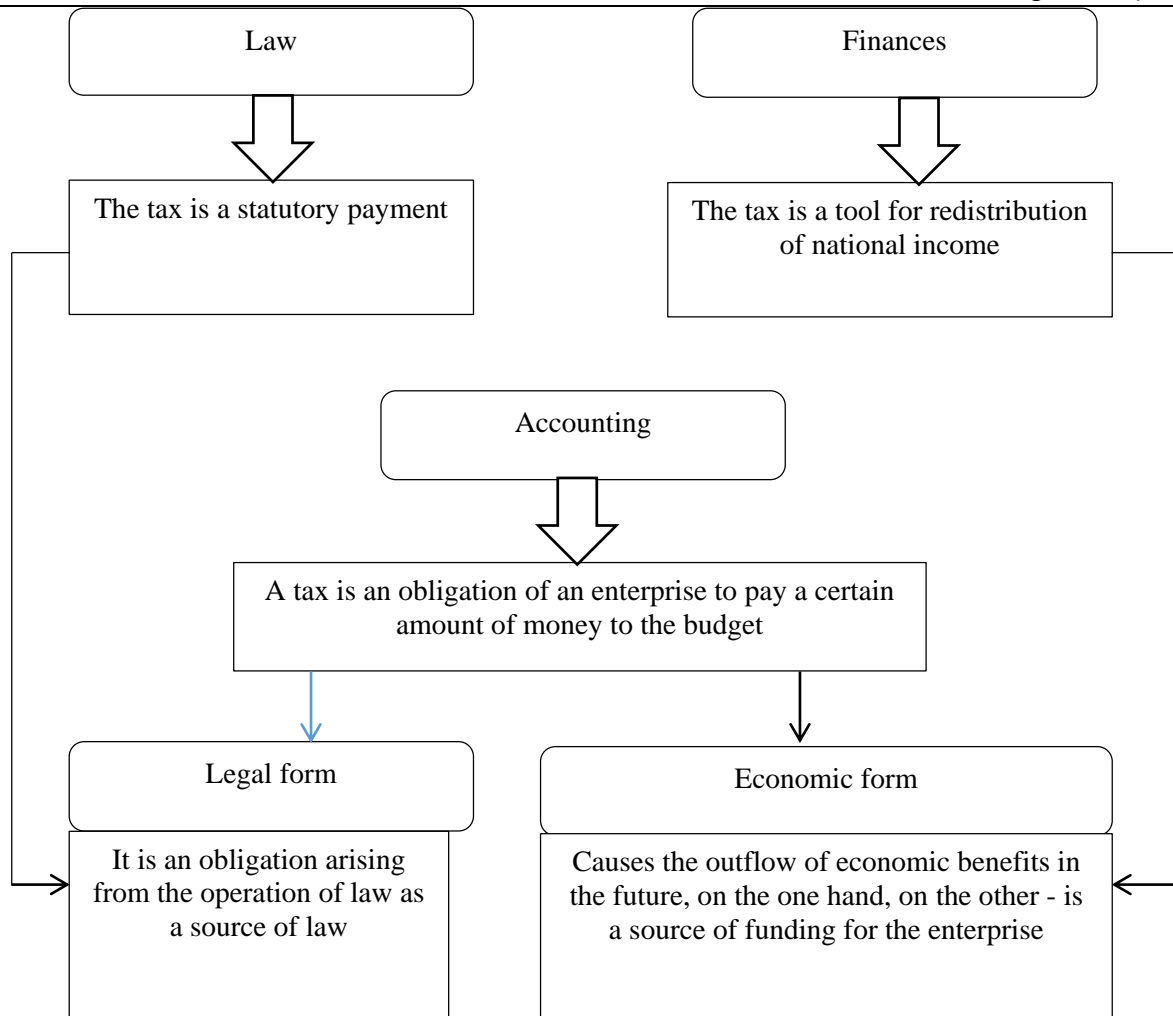 Law
Finances
The tax is a statutory payment
The tax is a tool for redistribution
of national income
Accounting
A tax is an obligation of an enterprise to pay a certain
amount of money to the budget
Legal form
Economic form
It is an obligation arising
from the operation of law as
a source of law
Causes the outflow of economic benefits in
the future, on the one hand, on the other - is
a source of funding for the enterprise